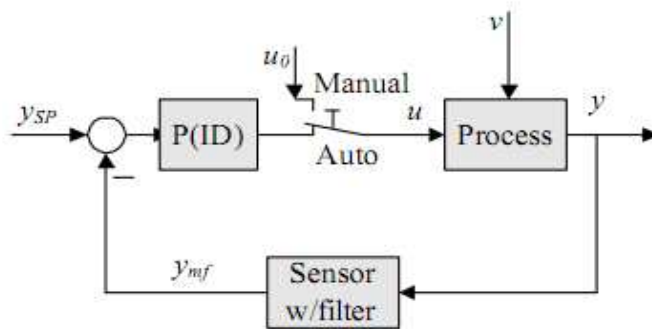 v
u0
Manual
ySP
P(ID)
u
Process
y
Auto
−
ymf
Sensor
w/filter